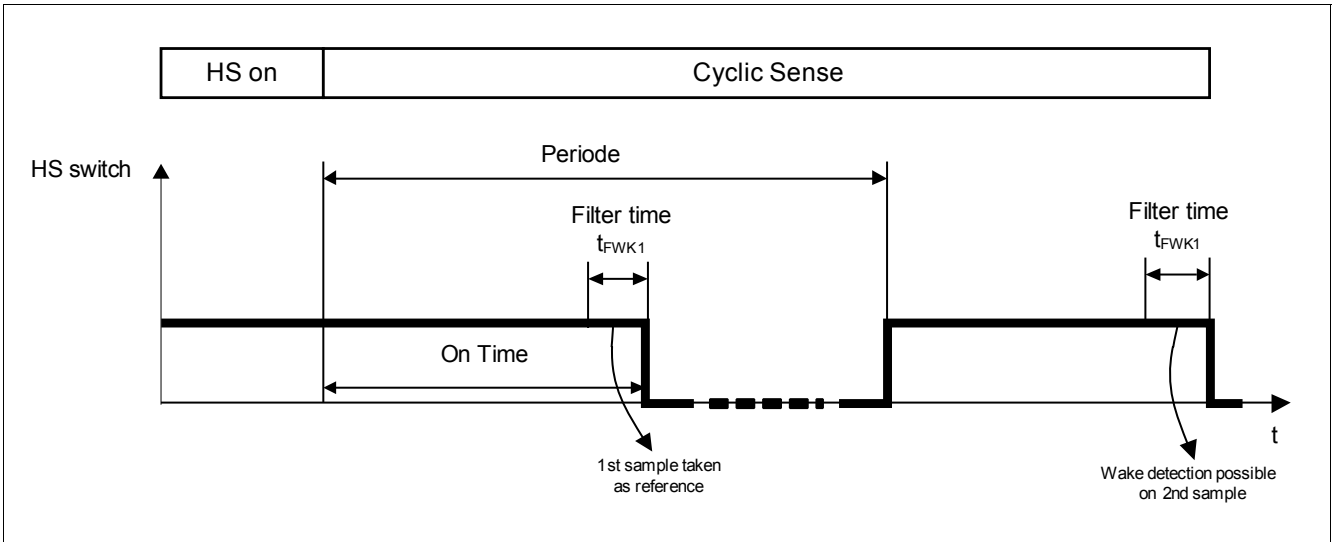 HS on
Cyclic Sense
HS switch
Periode
Filter time
tFWK1
Filter time
tFWK1
On Time
t
1st sample taken
as reference
Wake detection possible
on 2nd sample